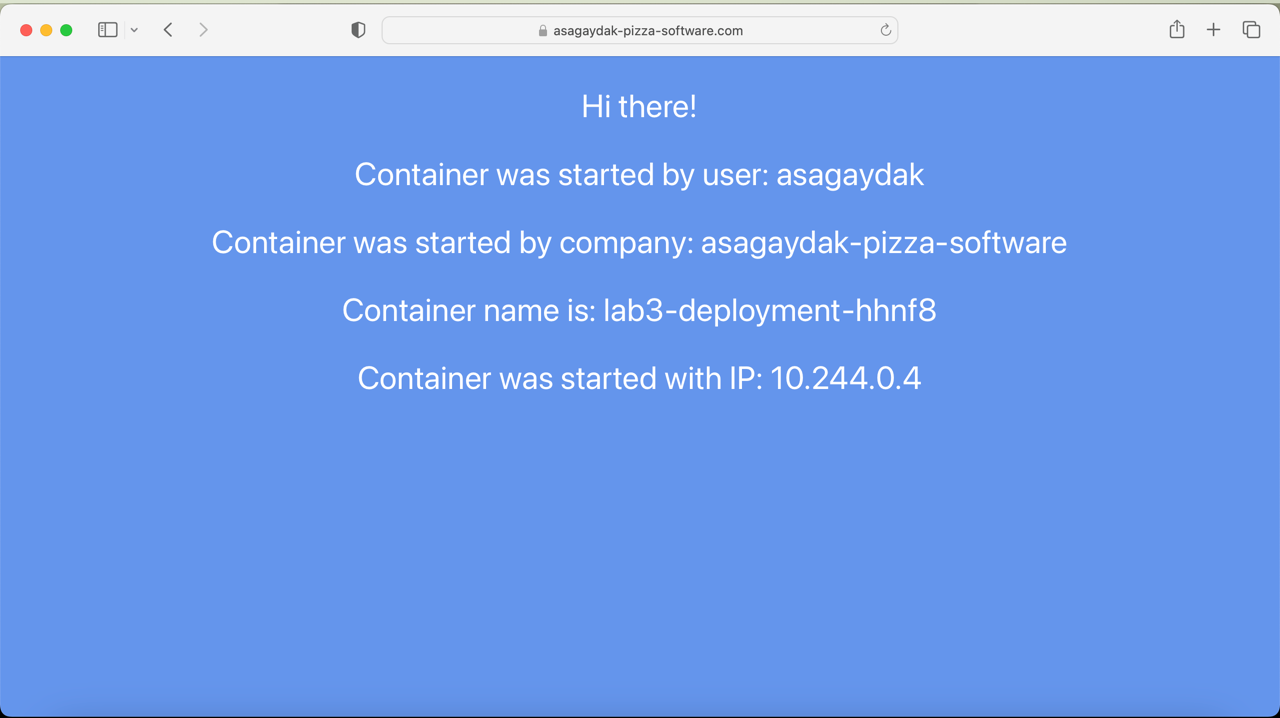 asagaydak-pizza-software.com
Hi there!
Container was started by user: asagaydak
Container was started by company: asagaydak-pizza-software
Container name is: lab3-deployment-hhnf8
Container was started with IP: 10.244.0.4